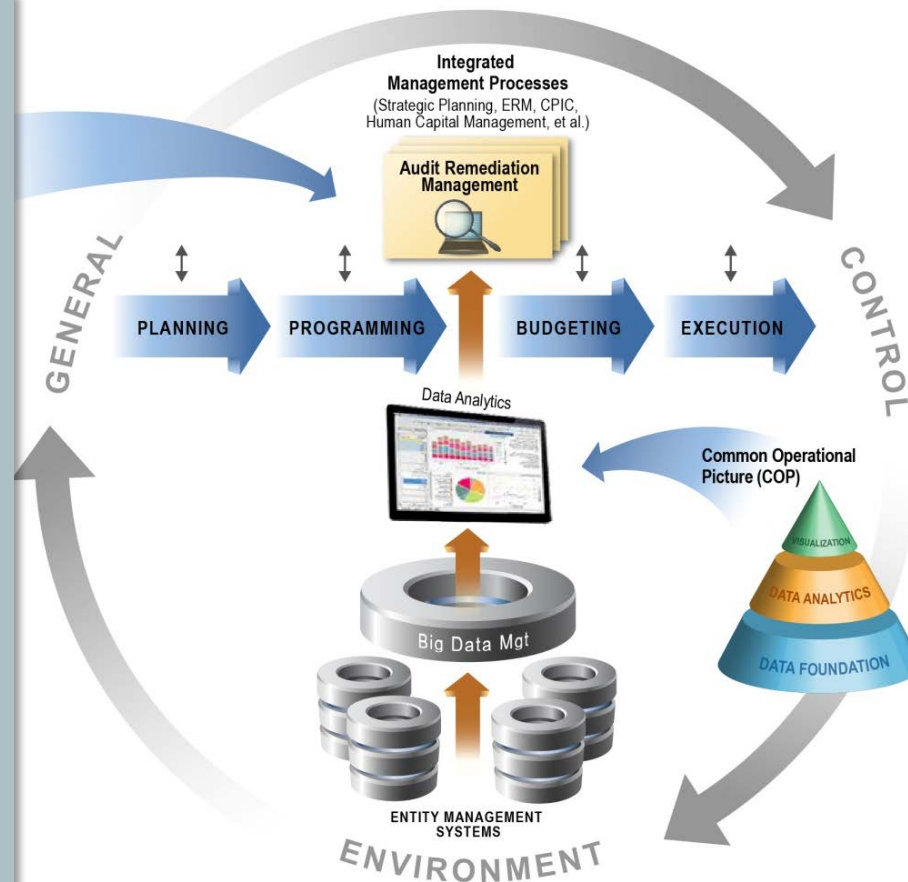 Integrated
Management Processes
(Strategic Planning, ERM, CPIC,
Human Capital Management, et al.)
Audit Remediation
Management
GENERAL
CONTROL
PLANNING
PROGRAMMING
BUDGETING
EXECUTION
Data Analytics
Common Operational
Picture (COP)
VISUALIZATION
DATA ANALYTICS
DATA FOUNDATION
Big Data Mgt
ENTITY MANAGEMENT
SYSTEMS
ENVIRONMENT